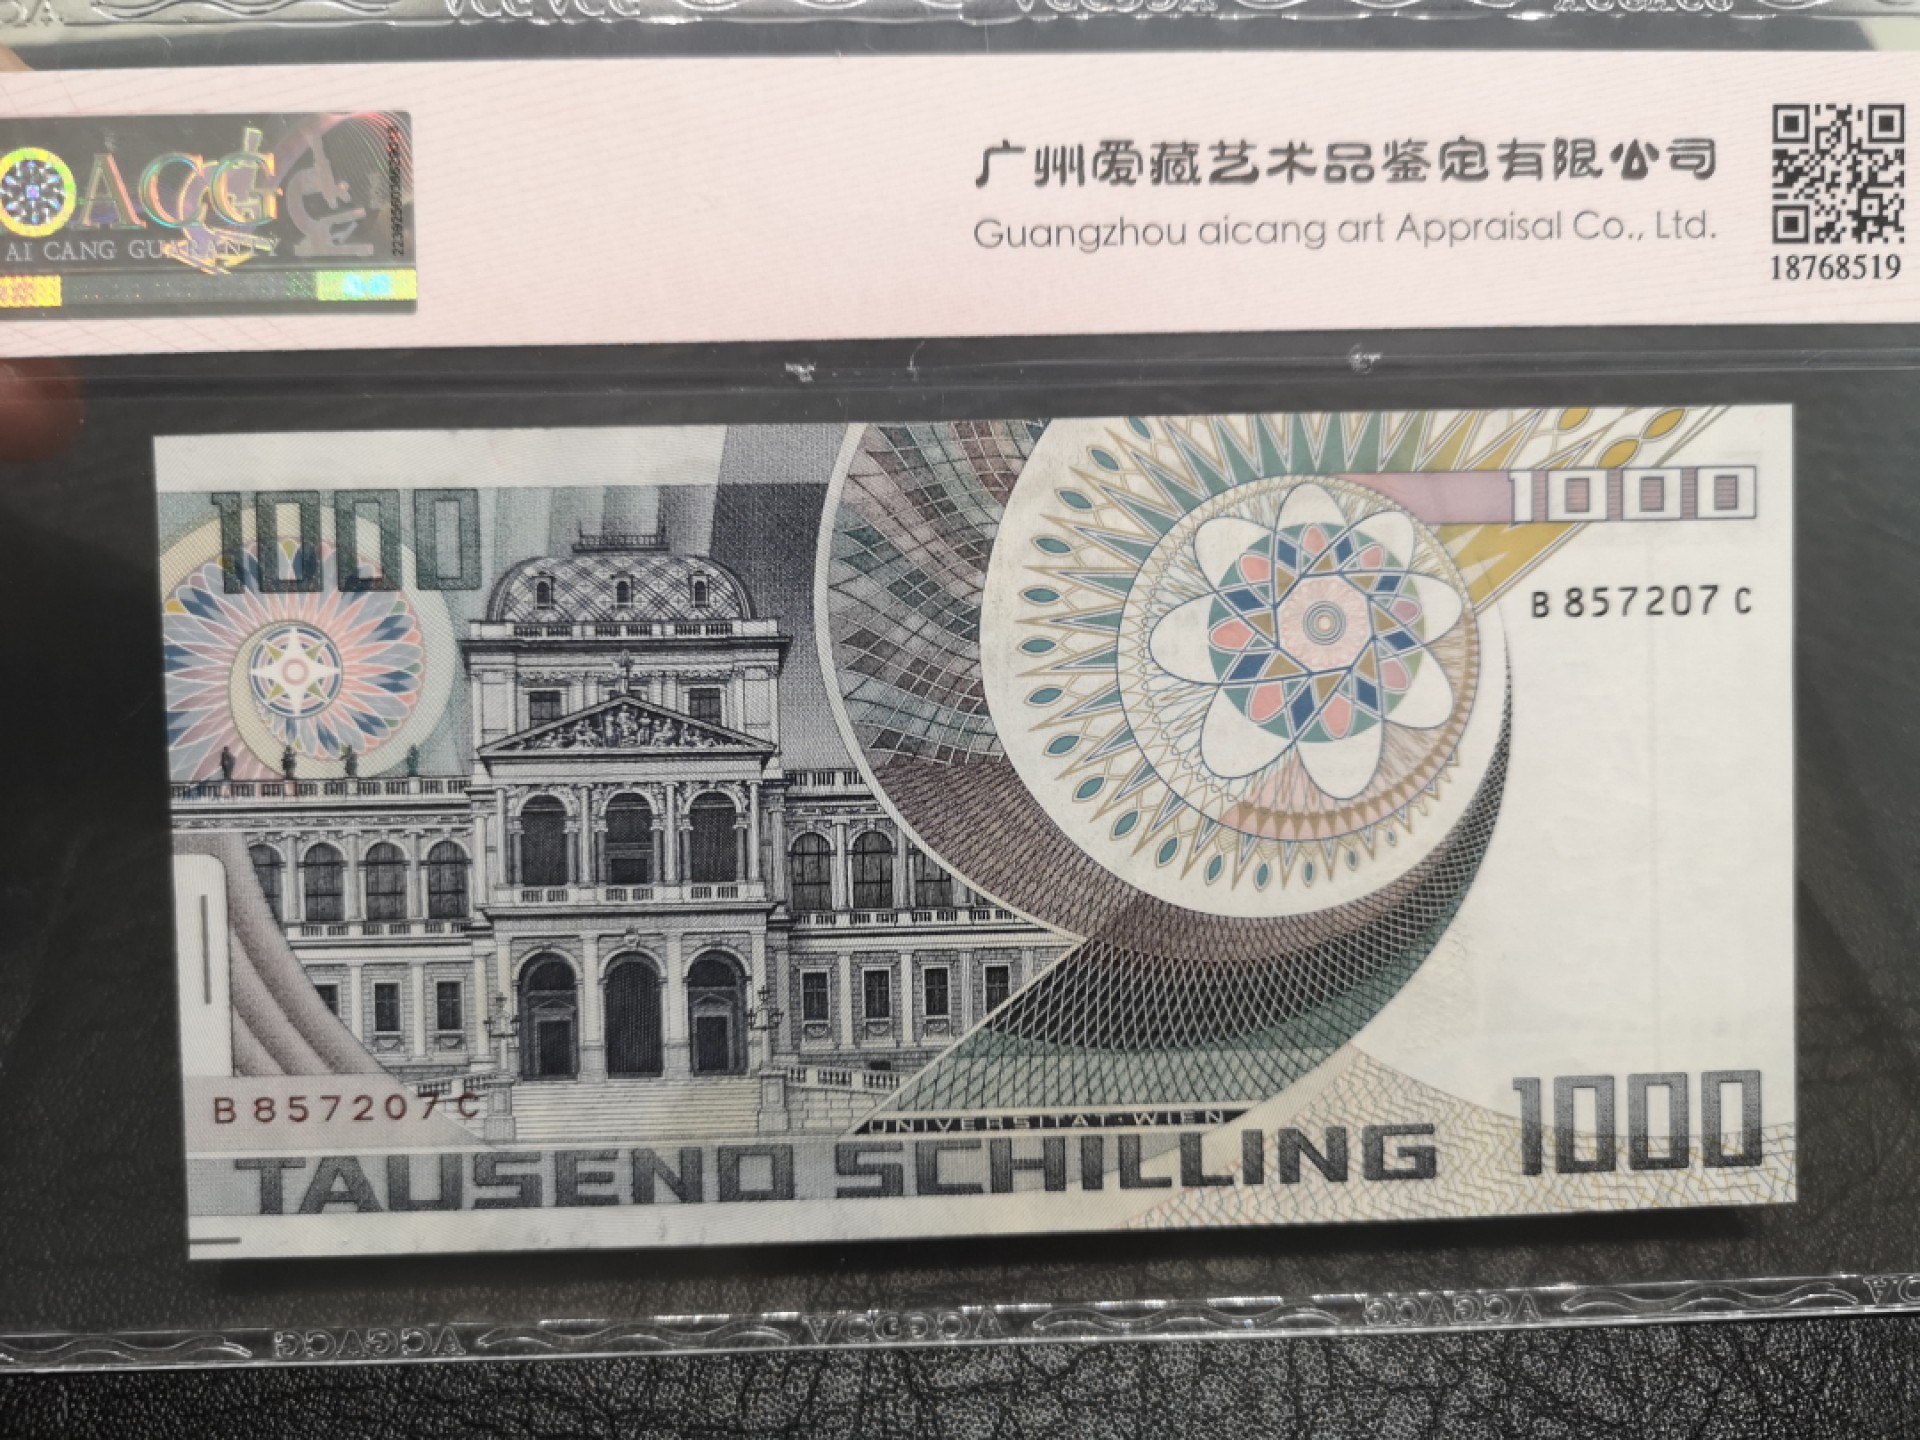 ACG
AI CANG GUARANTY
广州爱藏艺术品鉴定有限公司
Guangzhou aicang art Appraisal Co., Ltd.
18768519
1000
1000
B 857207 C
B 857207 C
UNIVERSITÄT·WIEN
TAUSEND SCHILLING
1000